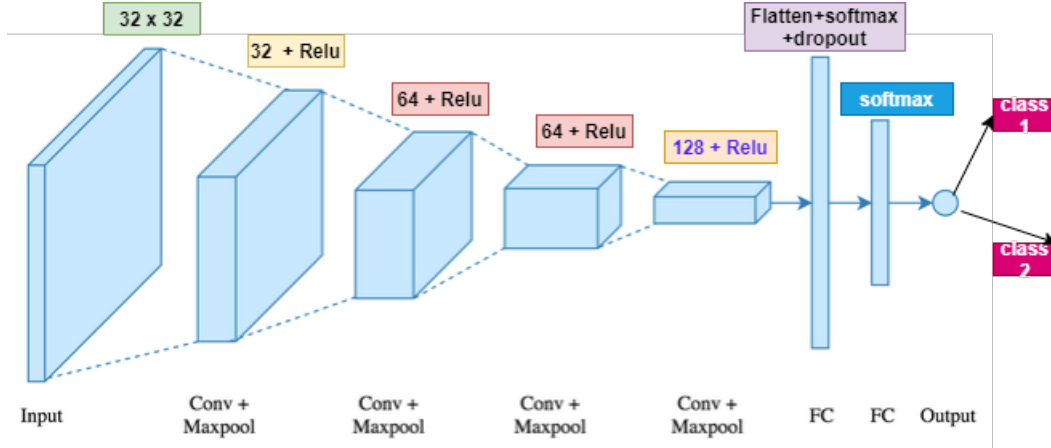 32 x 32
32 + Relu
64 + Relu
64 + Relu
128 + Relu
Flatten+softmax
+dropout
softmax
class
1
class
2
Input
Conv +
Maxpool
Conv +
Maxpool
Conv +
Maxpool
Conv +
Maxpool
FC
FC
Output